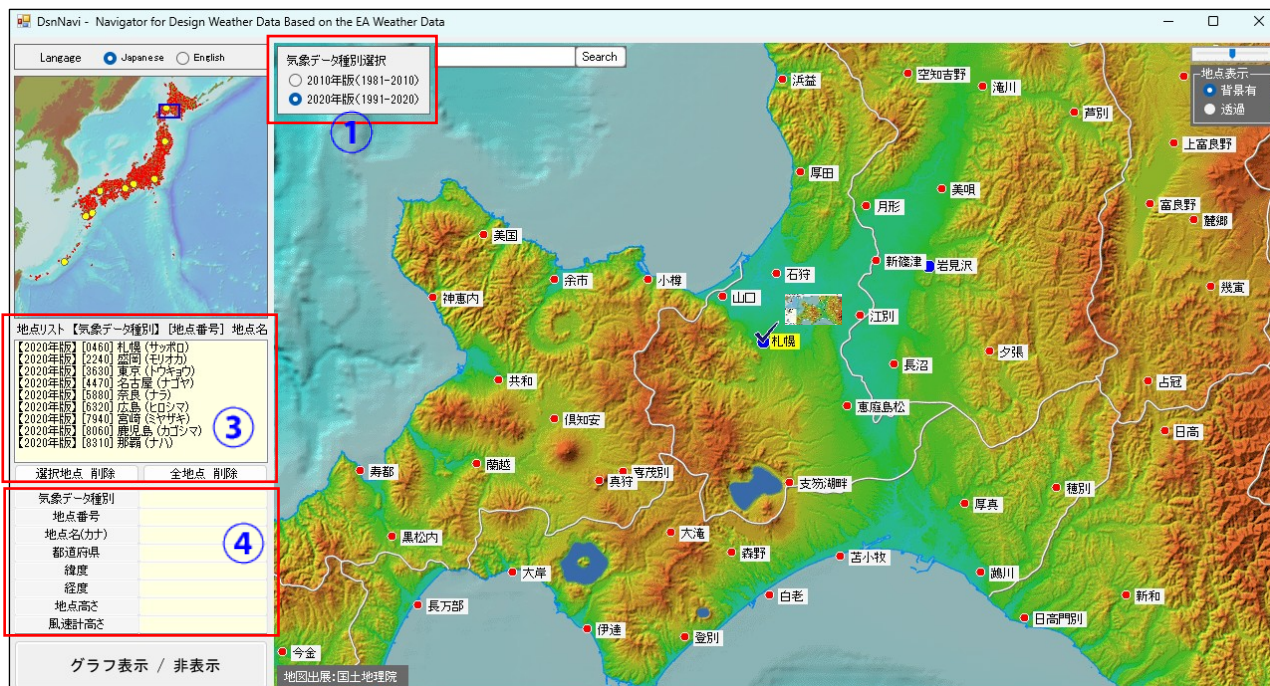 DsnNavi - Navigator for Design Weather Data Based on the EA Weather Data
Langage Japanese English
気象データ種別選択
2010年版(1981-2010)
2020年版(1991-2020)
①
Search
地点表示
背景有
透過
地点リスト【気象データ種別】[地点番号] 地点名
【2020年版】[0460] 札幌 (サッポロ)
【2020年版】[2240] 盛岡 (モリオカ)
【2020年版】[3630] 東京 (トウキョウ)
【2020年版】[4470] 名古屋 (ナゴヤ)
【2020年版】[5880] 奈良 (ナラ)
【2020年版】[6320] 広島 (ヒロシマ)
【2020年版】[7940] 宮崎 (ミヤザキ)
【2020年版】[8060] 鹿児島 (カゴシマ)
【2020年版】[8310] 那覇 (ナハ)
③
選択地点 削除 全地点 削除
気象データ種別
地点番号
地点名(カナ)
都道府県
緯度
経度
地点高さ
風速計高さ
④
グラフ表示 / 非表示
浜益
空知吉野
滝川
芦別
上富良野
厚田
美唄
月形
富良野
麓郷
美国
新篠津
岩見沢
余市
小樽
石狩
幾寅
神恵内
山口
江別
札幌
夕張
長沼
共和
占冠
恵庭島松
倶知安
日高
蘭越
寿都
真狩
喜茂別
支笏湖畔
穂別
厚真
黒松内
大滝
森野
苫小牧
大岸
鵡川
白老
新和
長万部
日高門別
伊達
登別
今金
地図出展:国土地理院